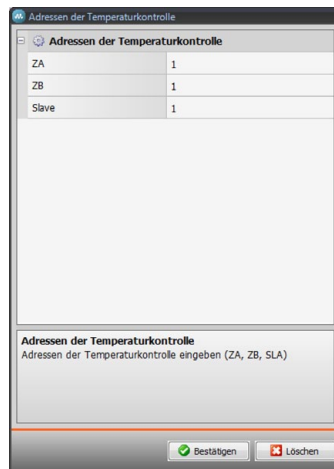 Adressen der Temperaturkontrolle
Adressen der Temperaturkontrolle
ZA 1
ZB 1
Slave 1
Adressen der Temperaturkontrolle
Adressen der Temperaturkontrolle eingeben (ZA, ZB, SLA)
Bestätigen Löschen